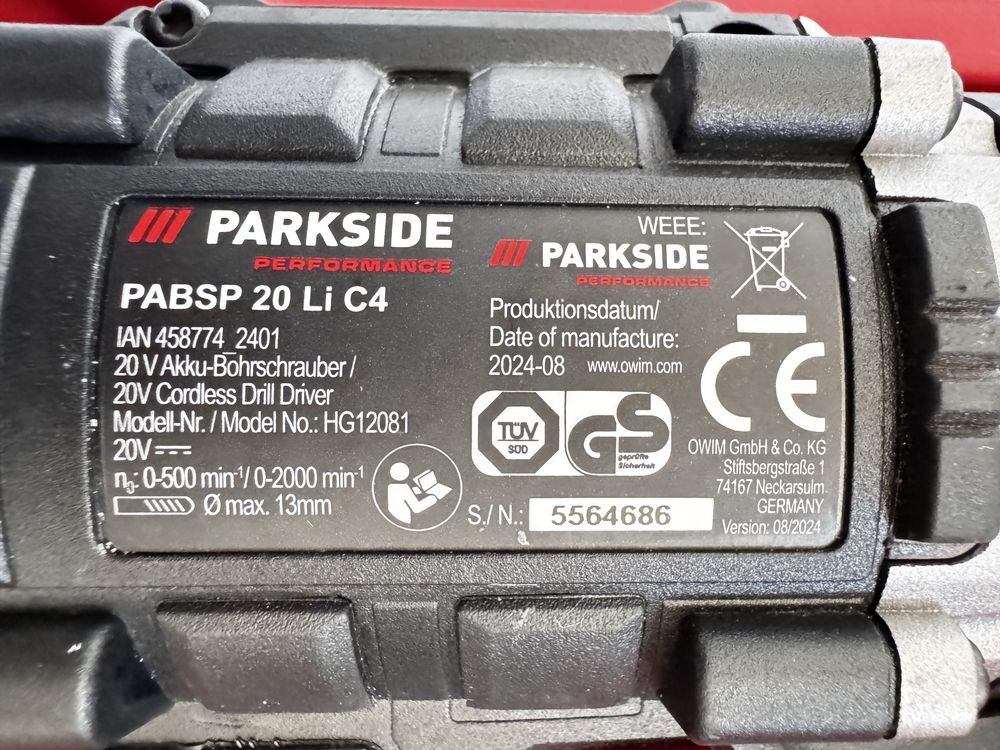 PARKSIDE
PERFORMANCE
PABSP 20 Li C4
IAN 458774_2401
20 V Akku-Bohrschrauber /
20V Cordless Drill Driver
Modell-Nr. / Model No.: HG12081
20V
n₀: 0-500 min⁻¹/ 0-2000 min⁻¹
Ø max. 13mm
WEEE:
PARKSIDE
PERFORMANCE
Produktionsdatum/
Date of manufacture:
2024-08 www.owim.com
TÜV
SÜD
GS
geprüfte
Sicherheit
S./ N.: 5564686
CE
OWIM GmbH & Co. KG
Stiftsbergstraße 1
74167 Neckarsulm
GERMANY
Version: 08/2024